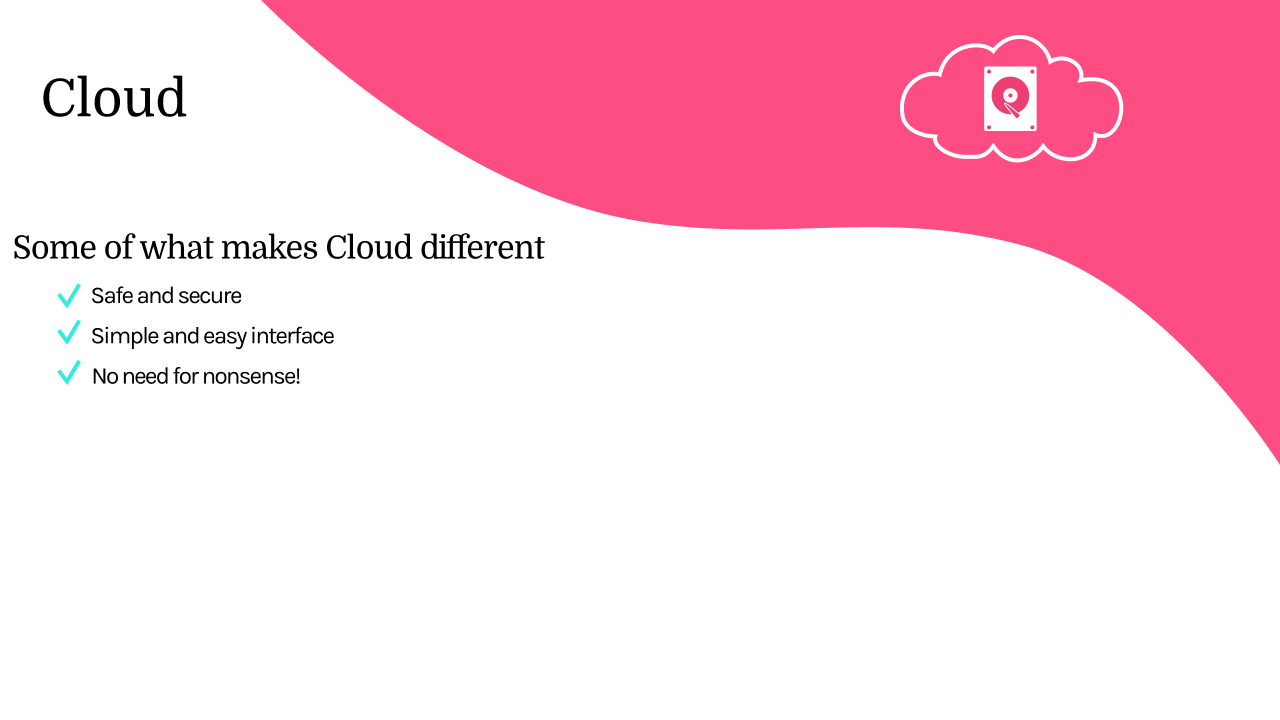 Cloud
Some of what makes Cloud different
Safe and secure
Simple and easy interface
No need for nonsense!